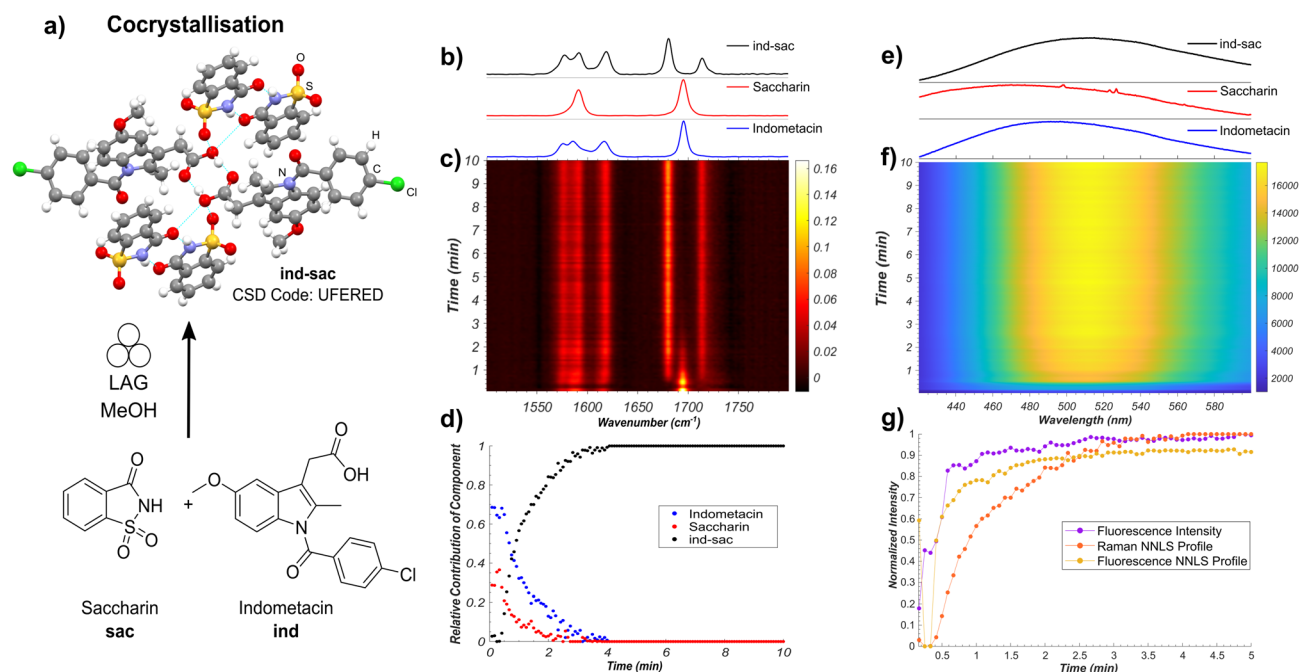 a)
Cocrystallisation
O
S
H
C
N
Cl
ind-sac
CSD Code: UFERED
LAG
MeOH
O
NH
S
O
O
+
O
OH
O
N
O
Cl
Saccharin
sac
Indometacin
ind
b)
ind-sac
Saccharin
Indometacin
c)
10
9
8
7
6
5
4
3
2
1
Time (min)
1550
1600
1650
1700
1750
Wavenumber (cm-1)
0.16
0.14
0.12
0.1
0.08
0.06
0.04
0.02
0
d)
1
0.8
0.6
0.4
0.2
0
Relative Contribution of Component
Indometacin
Saccharin
ind-sac
0
2
4
6
8
10
Time (min)
e)
ind-sac
Saccharin
Indometacin
f)
10
9
8
7
6
5
4
3
2
1
Time (min)
440
460
480
500
520
540
560
580
Wavelength (nm)
16000
14000
12000
10000
8000
6000
4000
2000
g)
1
0.9
0.8
0.7
0.6
0.5
0.4
0.3
0.2
0.1
0
Normalized Intensity
Fluorescence Intensity
Raman NNLS Profile
Fluorescence NNLS Profile
0.5
1
1.5
2
2.5
3
3.5
4
4.5
5
Time (min)